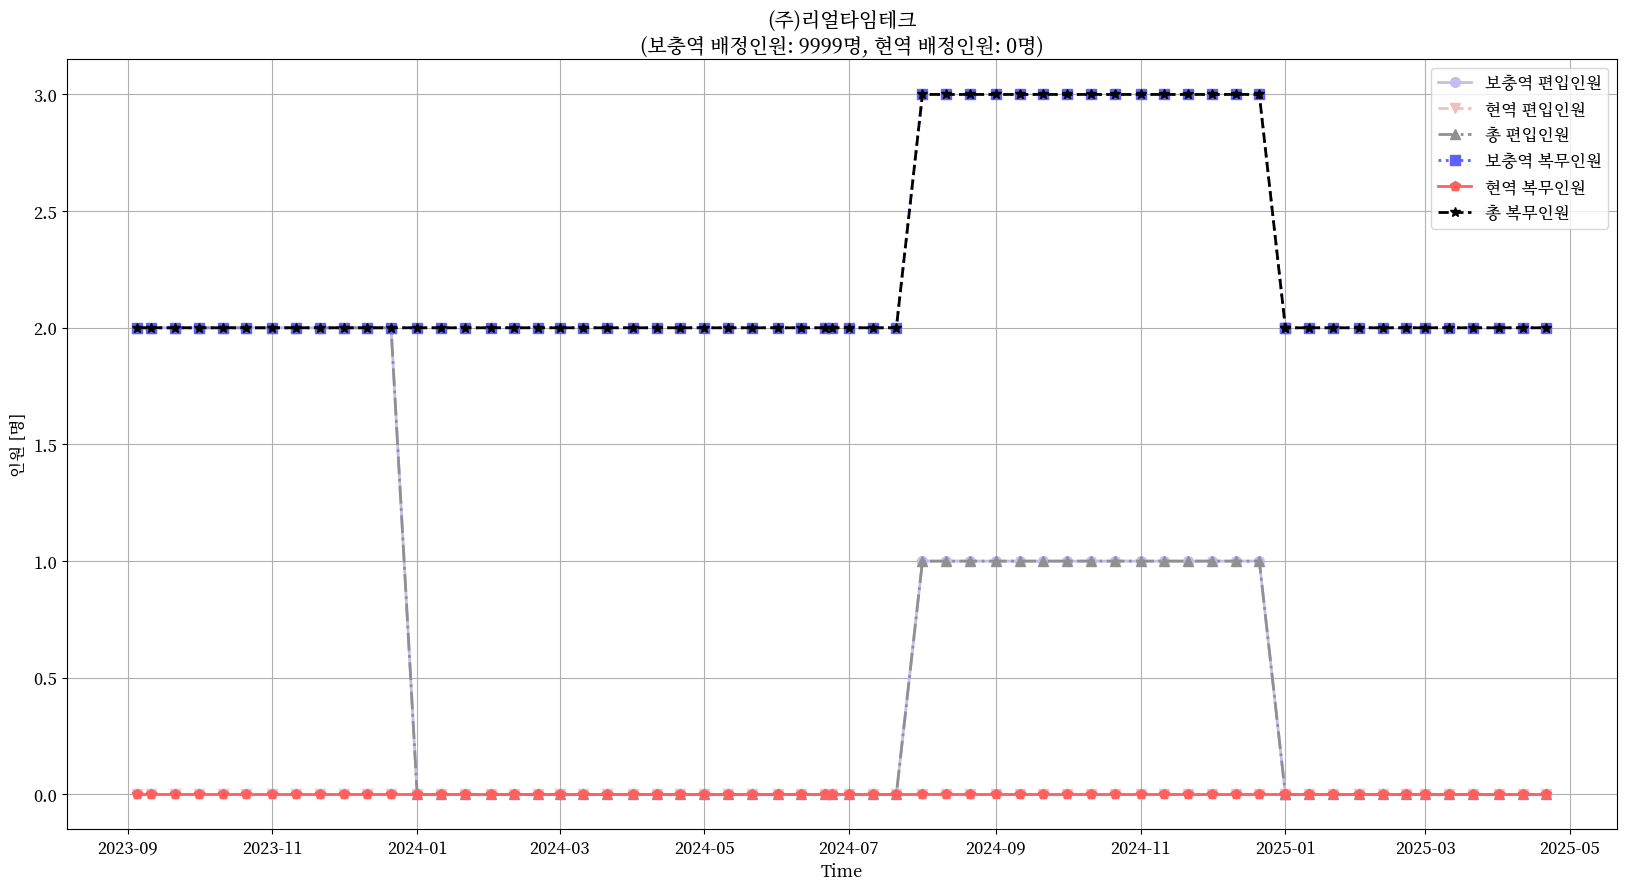 (주)리얼타임테크
(보충역 배정인원: 9999명, 현역 배정인원: 0명)
보충역 편입인원
현역 편입인원
총 편입인원
보충역 복무인원
현역 복무인원
총 복무인원
인원 [명]
3.0
2.5
2.0
1.5
1.0
0.5
0.0
2023-09 2023-11 2024-01 2024-03 2024-05 2024-07 2024-09 2024-11 2025-01 2025-03 2025-05
Time